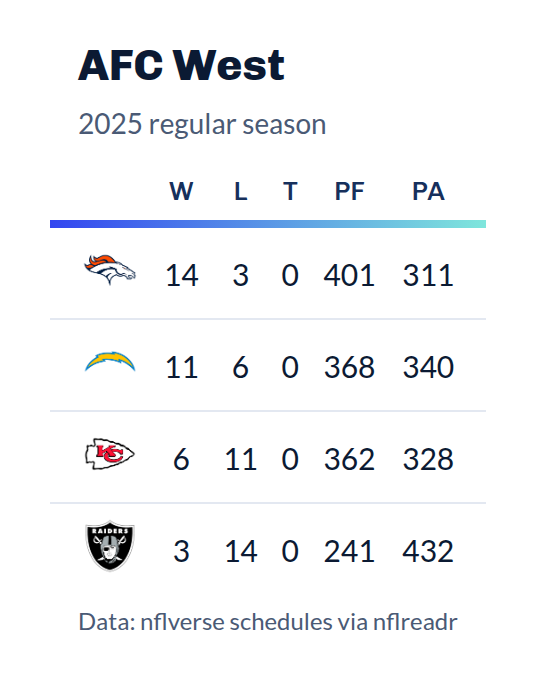 AFC West
2025 regular season
W L T PF PA
14 3 0 401 311
11 6 0 368 340
KC 6 11 0 362 328
RAIDERS 3 14 0 241 432
Data: nflverse schedules via nflreadr